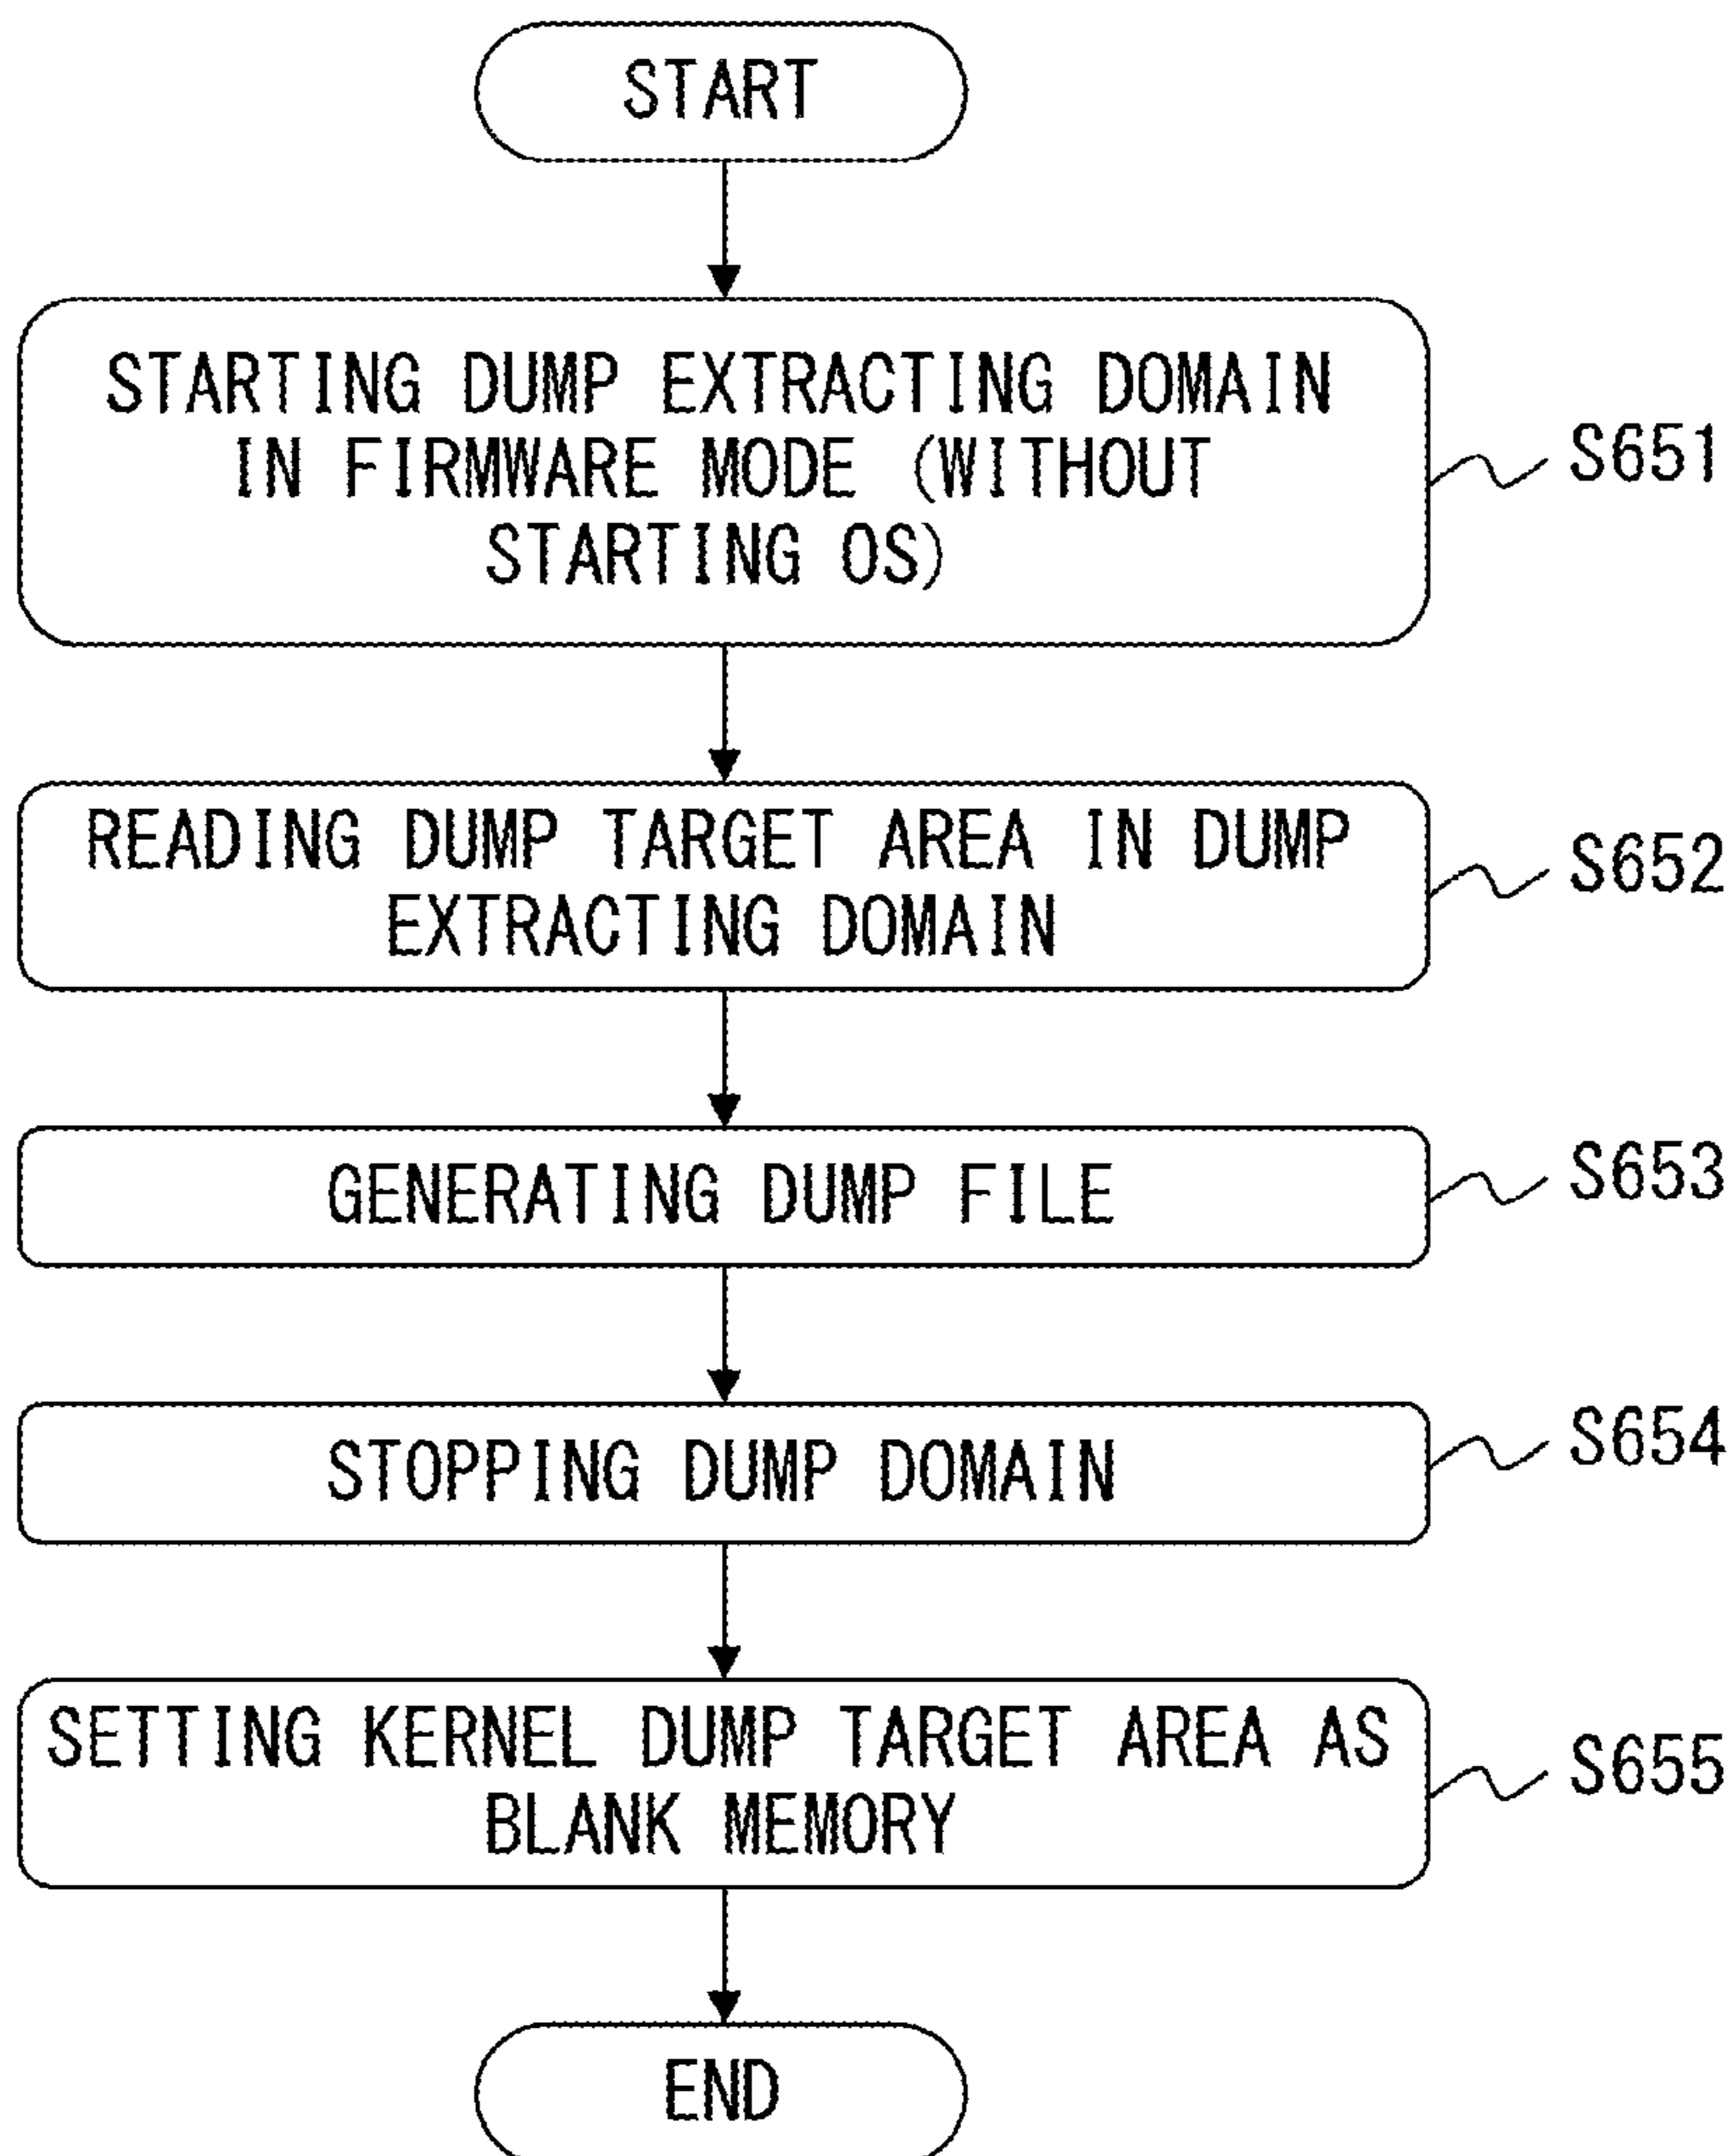 START
STARTING DUMP EXTRACTING DOMAIN
IN FIRMWARE MODE (WITHOUT
STARTING OS)
S651
READING DUMP TARGET AREA IN DUMP
EXTRACTING DOMAIN
S652
GENERATING DUMP FILE
S653
STOPPING DUMP DOMAIN
S654
SETTING KERNEL DUMP TARGET AREA AS
BLANK MEMORY
S655
END